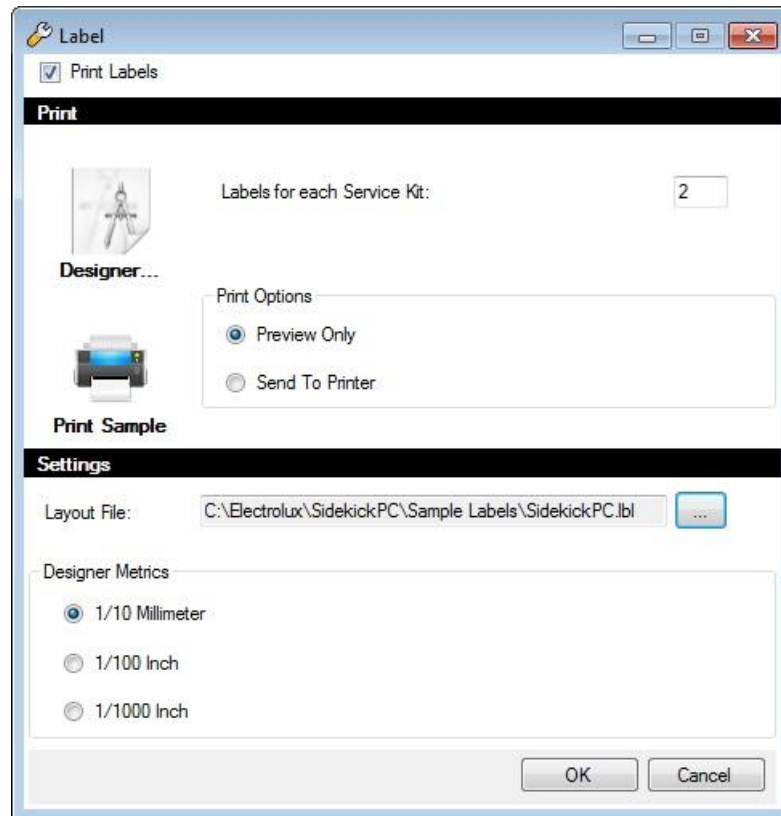 Label
Print Labels
Print
Labels for each Service Kit: 2
Designer...
Print Options
Preview Only
Send To Printer
Print Sample
Settings
Layout File: C:\Electrolux\SidekickPC\Sample Labels\SidekickPC.lbl ...
Designer Metrics
1/10 Millimeter
1/100 Inch
1/1000 Inch
OK Cancel